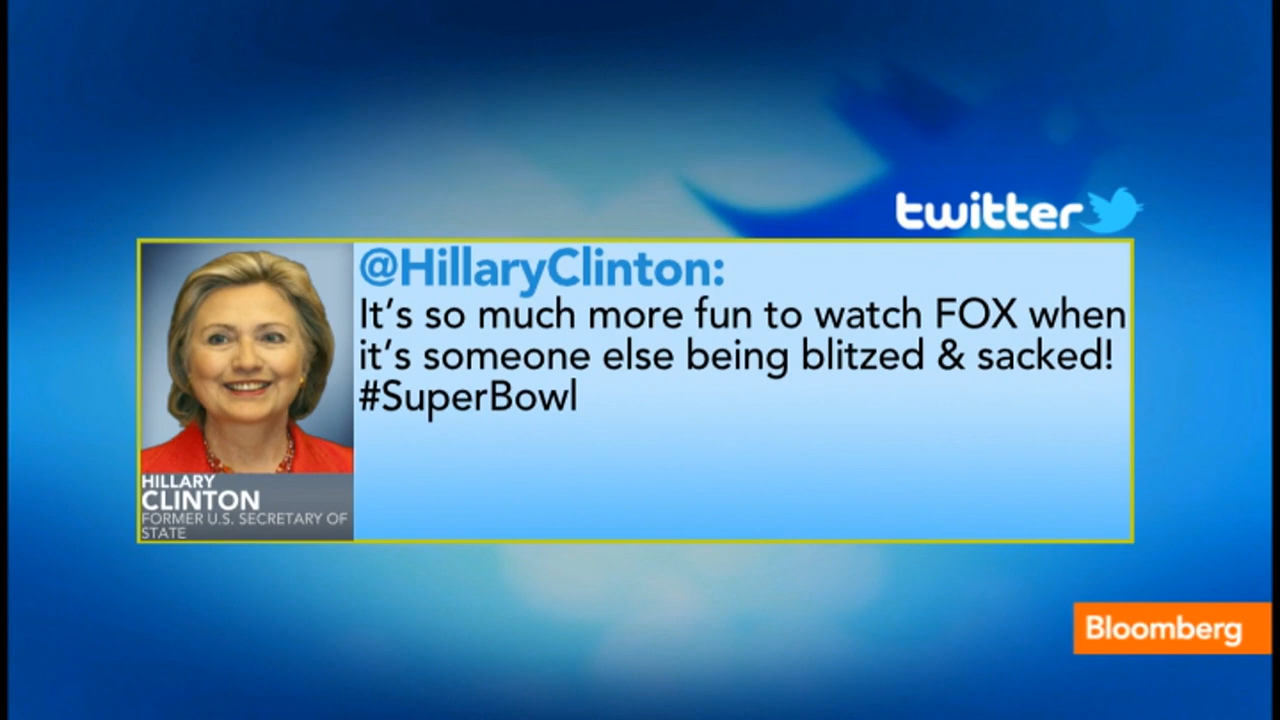 twitter
@HillaryClinton:
It's so much more fun to watch FOX when
it's someone else being blitzed & sacked!
#SuperBowl
HILLARY
CLINTON
FORMER U.S. SECRETARY OF
STATE
Bloomberg